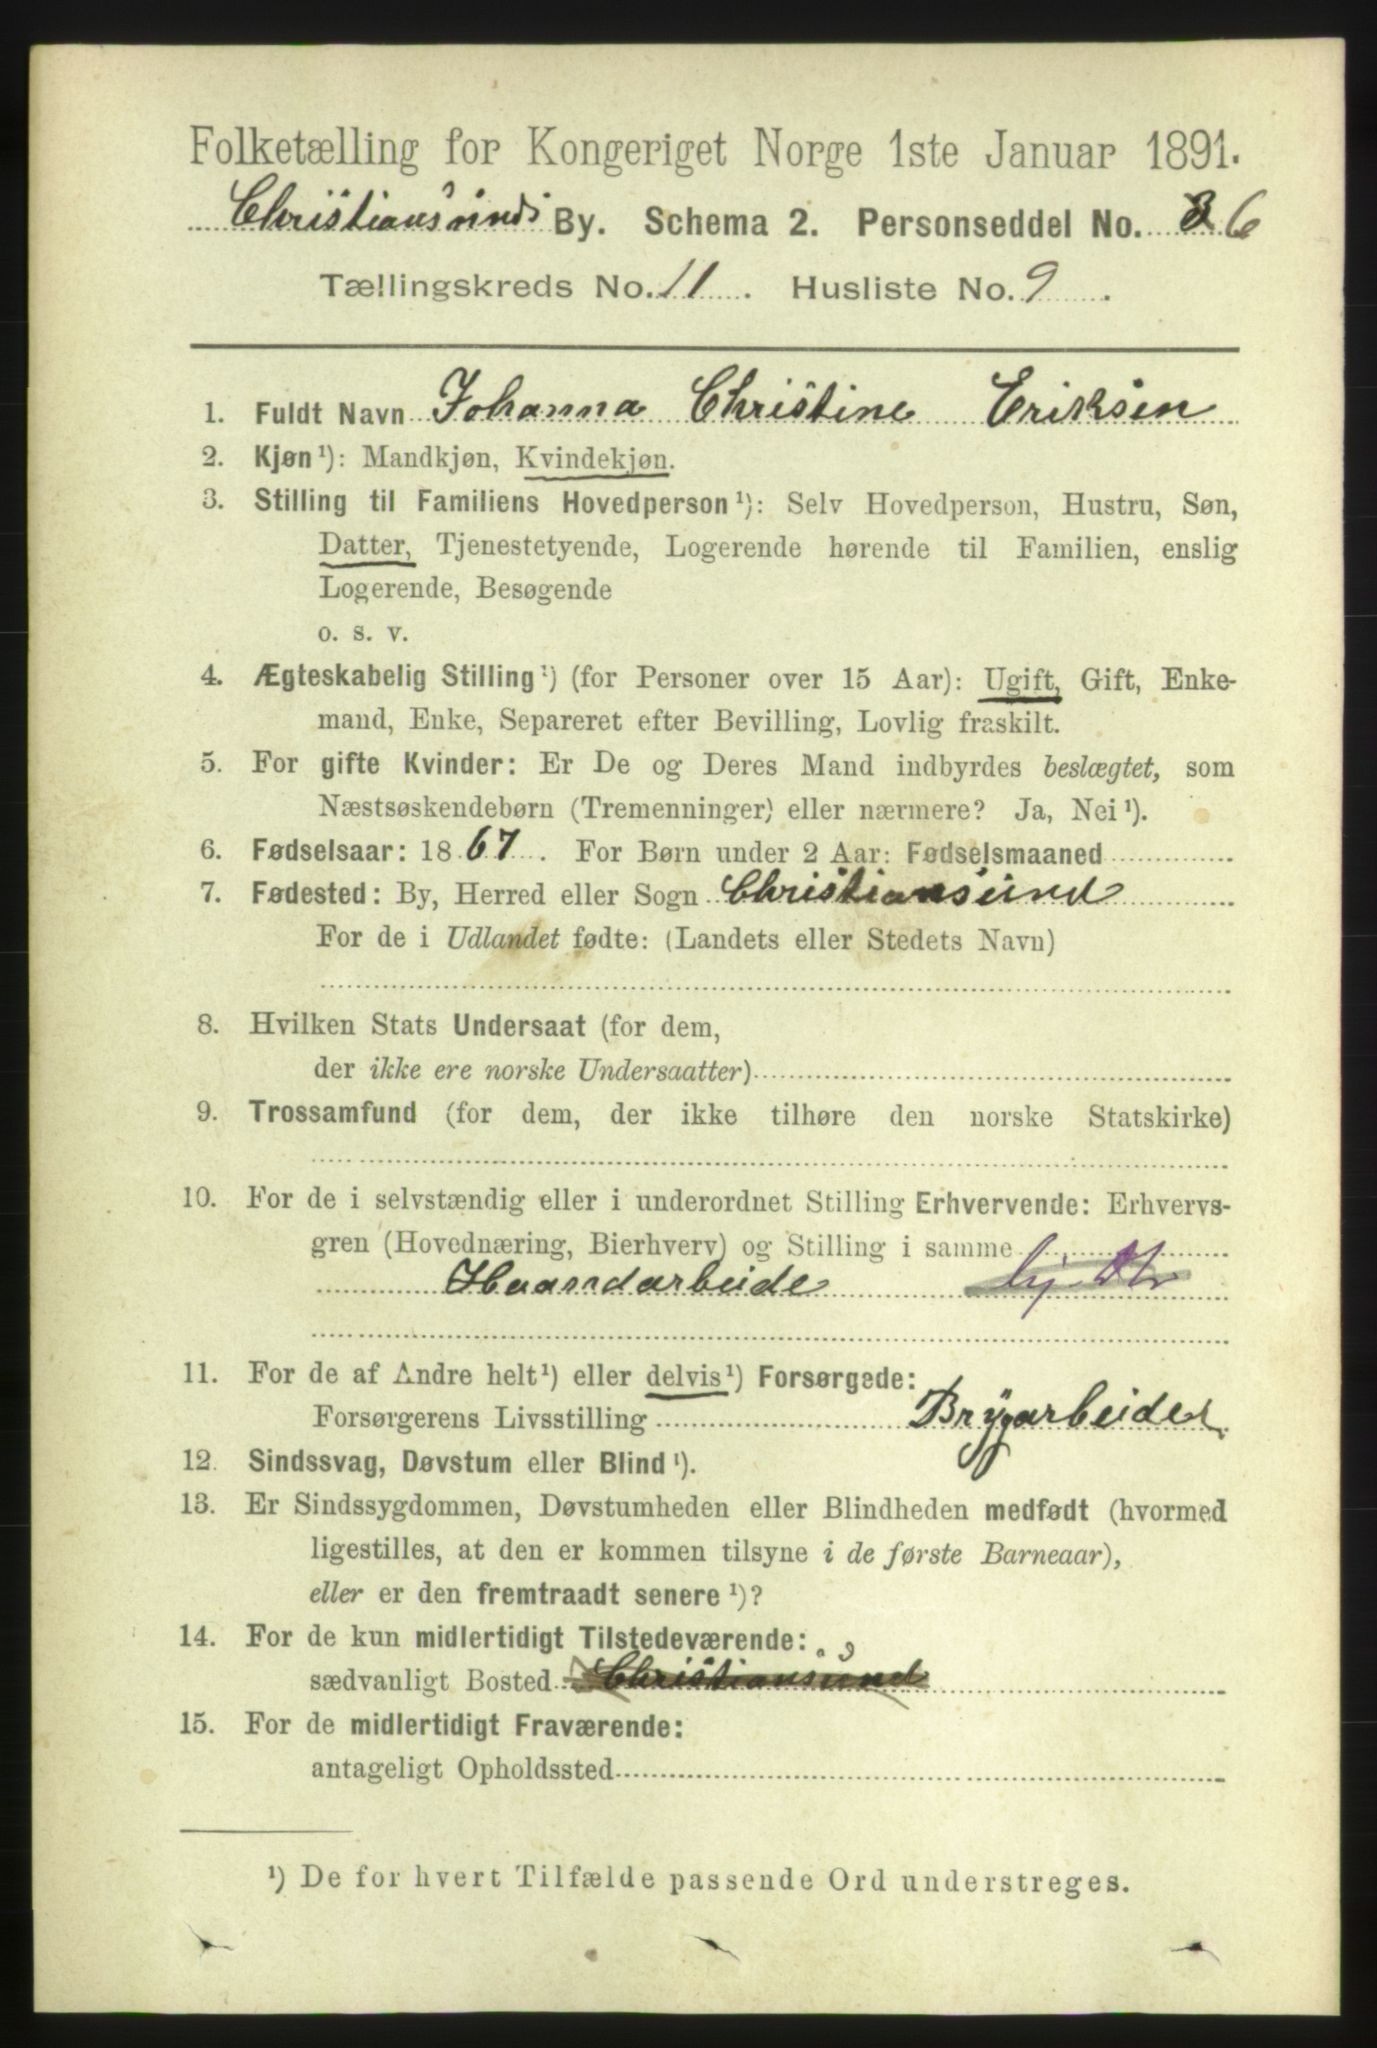 Folketælling for Kongeriget Norge 1ste Januar 1891.
Christianssunds By. Schema 2. Personseddel No. 6
Tællingskreds No. 11. Husliste No. 9.
1. Fuldt Navn Johanna Christine Eriksen
2. Kjøn¹): Mandkjøn, Kvindekjøn.
3. Stilling til Familiens Hovedperson¹): Selv Hovedperson, Hustru, Søn,
Datter, Tjenestetyende, Logerende hørende til Familien, enslig
Logerende, Besøgende
o. s. v.
4. Ægteskabelig Stilling¹) (for Personer over 15 Aar): Ugift, Gift, Enke-
mand, Enke, Separeret efter Bevilling, Lovlig fraskilt.
5. For gifte Kvinder: Er De og Deres Mand indbyrdes beslægtet, som
Næstsøskendebørn (Tremenninger) eller nærmere? Ja, Nei¹).
6. Fødselsaar: 1867. For Børn under 2 Aar: Fødselsmaaned
7. Fødested: By, Herred eller Sogn Christiansund
For de i Udlandet fødte: (Landets eller Stedets Navn)
8. Hvilken Stats Undersaat (for dem,
der ikke ere norske Undersaatter)
9. Trossamfund (for dem, der ikke tilhøre den norske Statskirke)
10. For de i selvstændig eller i underordnet Stilling Erhvervende: Erhvervs-
gren (Hovednæring, Bierhverv) og Stilling i samme
Haandarbeide
11. For de af Andre helt¹) eller delvis¹) Forsørgede:
Forsørgerens Livsstilling Brygarbeider
12. Sindssvag, Døvstum eller Blind¹).
13. Er Sindssygdommen, Døvstumheden eller Blindheden medfødt (hvormed
ligestilles, at den er kommen tilsyne i de første Barneaar),
eller er den fremtraadt senere¹)?
14. For de kun midlertidigt Tilstedeværende:
sædvanligt Bosted Christiansund
15. For de midlertidigt Fraværende:
antageligt Opholdssted
¹) De for hvert Tilfælde passende Ord understreges.